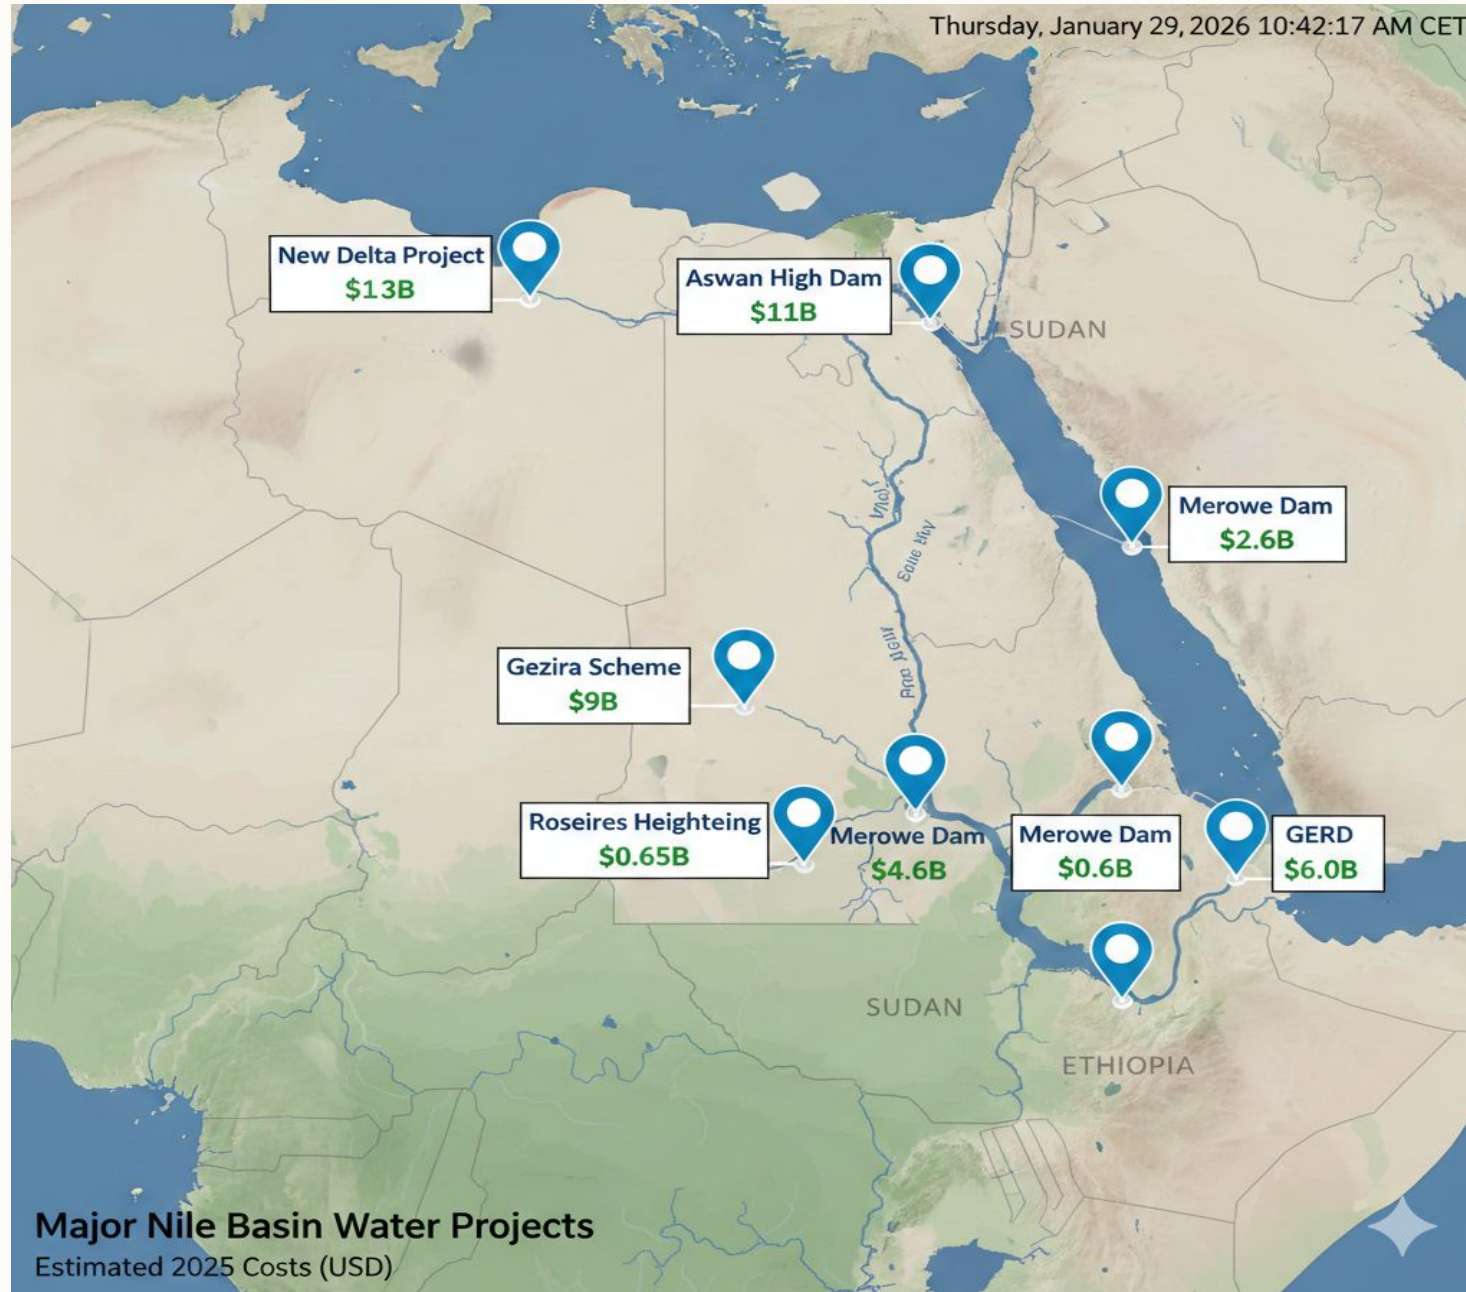 Thursday, January 29, 2026 10:42:17 AM CET
New Delta Project
$13B
Aswan High Dam
$11B
SUDAN
Merowe Dam
$2.6B
Gezira Scheme
$9B
Roseires Heighteing
$0.65B
Merowe Dam
$4.6B
Merowe Dam
$0.6B
GERD
$6.0B
SUDAN
ETHIOPIA
Major Nile Basin Water Projects
Estimated 2025 Costs (USD)